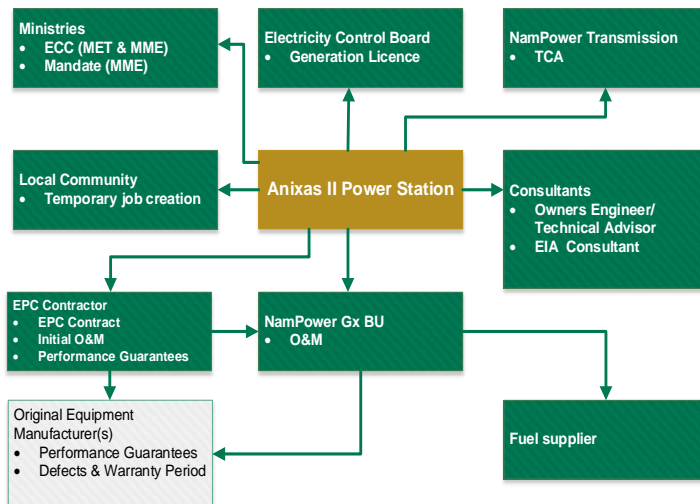 Ministries
• ECC (MET & MME)
• Mandate (MME)
Electricity Control Board
• Generation Licence
NamPower Transmission
• TCA
Local Community
• Temporary job creation
Anixas II Power Station
Consultants
• Owners Engineer/
Technical Advisor
• EIA Consultant
EPC Contractor
• EPC Contract
• Initial O&M
• Performance Guarantees
NamPower Gx BU
• O&M
Original Equipment
Manufacturer(s)
• Performance Guarantees
• Defects & Warranty Period
Fuel supplier